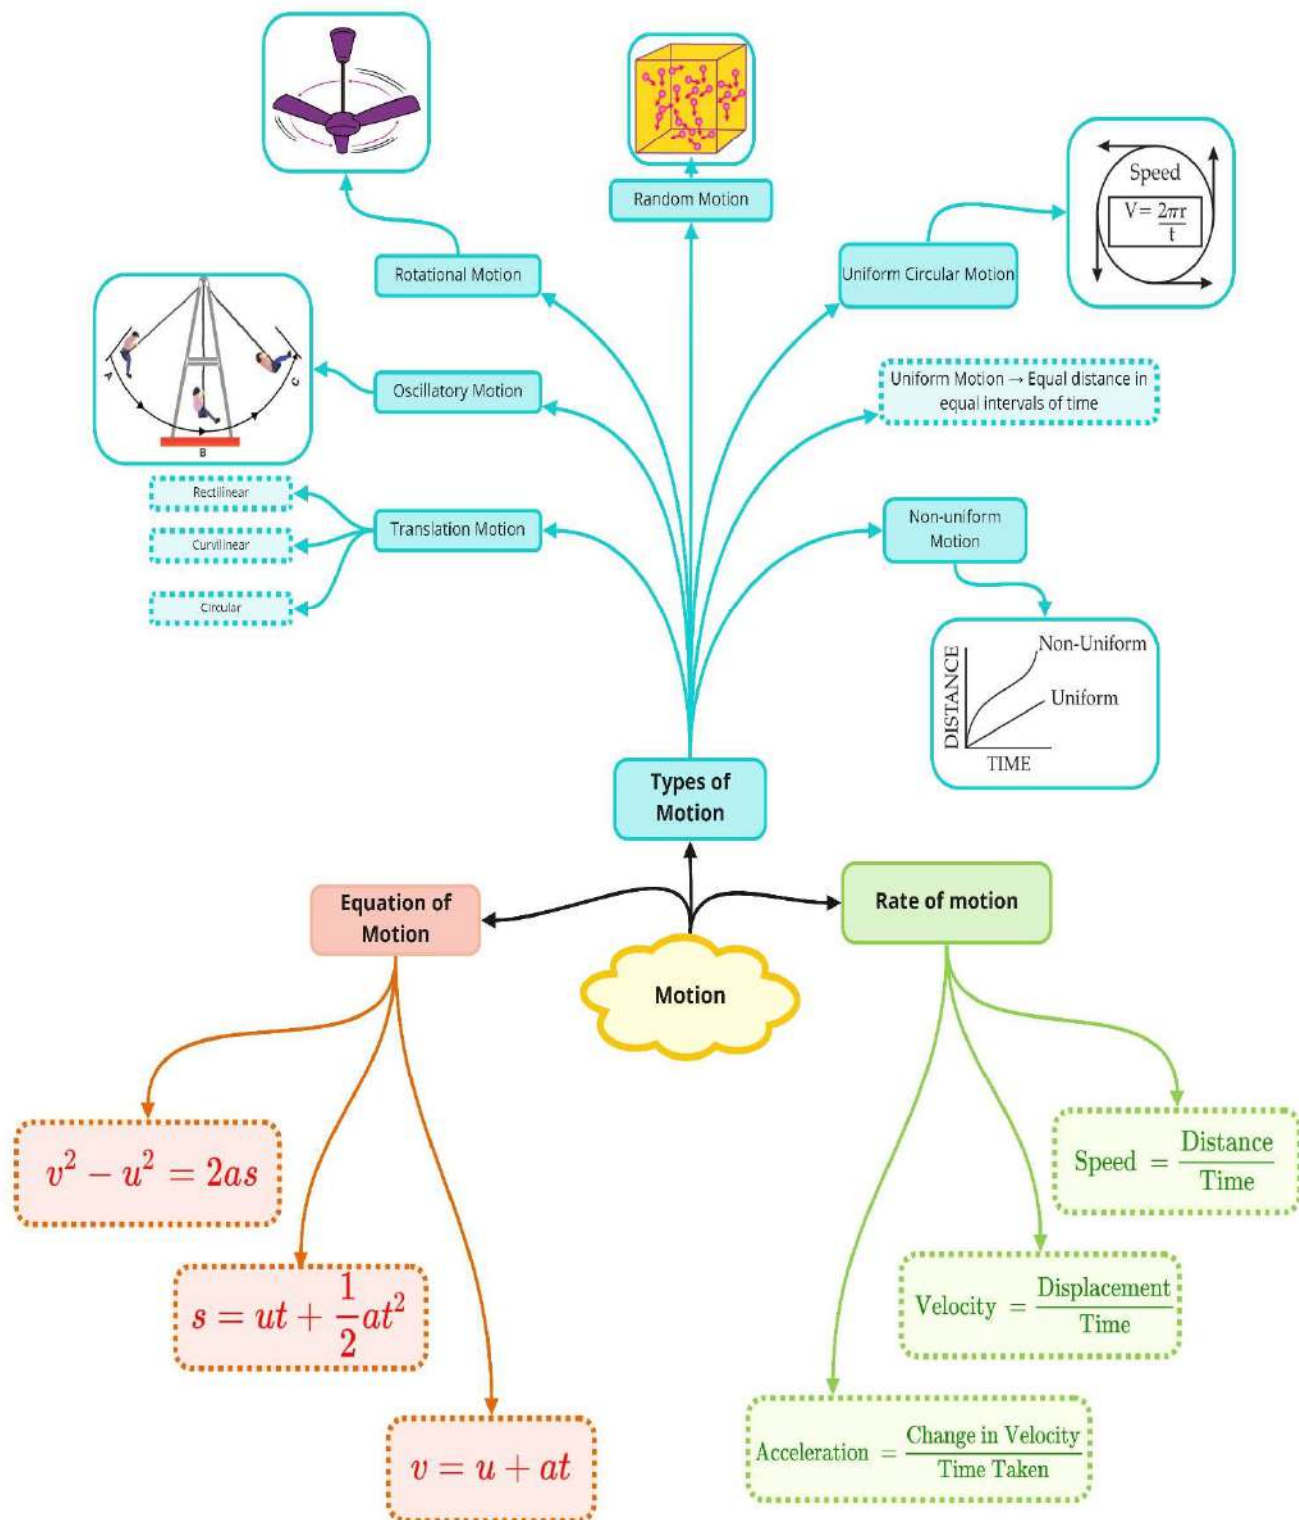 Speed
V = 2πr/t
Random Motion
Rotational Motion
Uniform Circular Motion
A
C
B
Oscillatory Motion
Uniform Motion → Equal distance in
equal intervals of time
Rectilinear
Curvilinear
Circular
Translation Motion
Non-uniform
Motion
DISTANCE
Non-Uniform
Uniform
TIME
Types of
Motion
Equation of
Motion
Rate of motion
Motion
v² − u² = 2as
s = ut + 1/2 at²
v = u + at
Speed = Distance/Time
Velocity = Displacement/Time
Acceleration = Change in Velocity/Time Taken